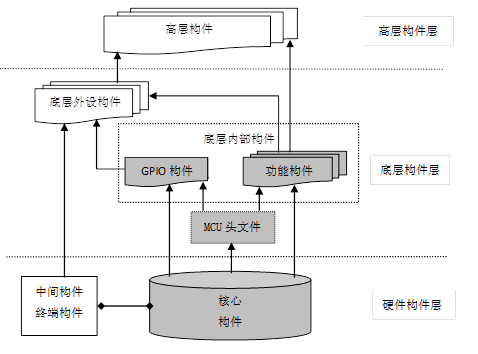 高层构件
高层构件层
底层外设构件
底层内部构件
GPIO 构件
功能构件
底层构件层
MCU 头文件
中间构件
终端构件
核心
构件
硬件构件层